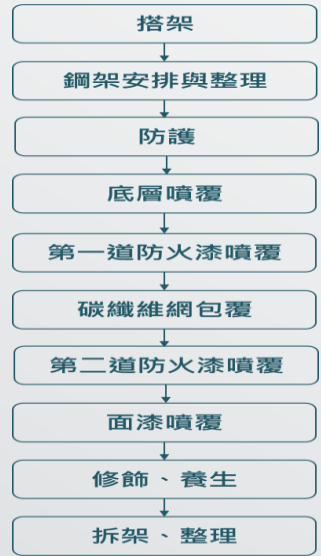 搭架
鋼架安排與整理
防護
底層噴覆
第一道防火漆噴覆
碳纖維網包覆
第二道防火漆噴覆
面漆噴覆
修飾、養生
拆架、整理